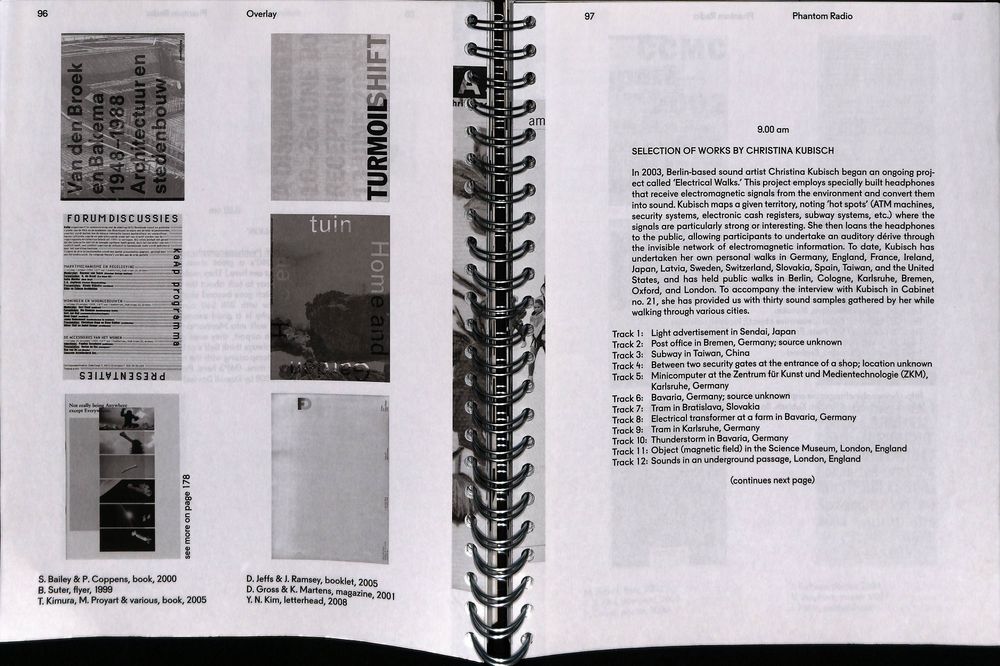 96
Overlay
Van den Broek
en Bakema
1948–1988
Architectuur en
stedenbouw
TURMOILSHIFT
FORUMDISCUSSIES
kaAp programma
PRESENTATIES
tuin
Homeland
Not really being Anywhere
except Everywhere
D
see more on page 178
S. Bailey & P. Coppens, book, 2000
B. Suter, flyer, 1999
T. Kimura, M. Proyart & various, book, 2005
D. Jeffs & J. Ramsey, booklet, 2005
D. Gross & K. Martens, magazine, 2001
Y. N. Kim, letterhead, 2008
A
am
97
Phantom Radio
9.00 am
SELECTION OF WORKS BY CHRISTINA KUBISCH
In 2003, Berlin-based sound artist Christina Kubisch began an ongoing proj-
ect called ‘Electrical Walks.’ This project employs specially built headphones
that receive electromagnetic signals from the environment and convert them
into sound. Kubisch maps a given territory, noting ‘hot spots’ (ATM machines,
security systems, electronic cash registers, subway systems, etc.) where the
signals are particularly strong or interesting. She then loans the headphones
to the public, allowing participants to undertake an auditory dérive through
the invisible network of electromagnetic information. To date, Kubisch has
undertaken her own personal walks in Germany, England, France, Ireland,
Japan, Latvia, Sweden, Switzerland, Slovakia, Spain, Taiwan, and the United
States, and has held public walks in Berlin, Cologne, Karlsruhe, Bremen,
Oxford, and London. To accompany the interview with Kubisch in Cabinet
no. 21, she has provided us with thirty sound samples gathered by her while
walking through various cities.
Track 1: Light advertisement in Sendai, Japan
Track 2: Post office in Bremen, Germany; source unknown
Track 3: Subway in Taiwan, China
Track 4: Between two security gates at the entrance of a shop; location unknown
Track 5: Minicomputer at the Zentrum für Kunst und Medientechnologie (ZKM),
Karlsruhe, Germany
Track 6: Bavaria, Germany; source unknown
Track 7: Tram in Bratislava, Slovakia
Track 8: Electrical transformer at a farm in Bavaria, Germany
Track 9: Tram in Karlsruhe, Germany
Track 10: Thunderstorm in Bavaria, Germany
Track 11: Object (magnetic field) in the Science Museum, London, England
Track 12: Sounds in an underground passage, London, England
(continues next page)